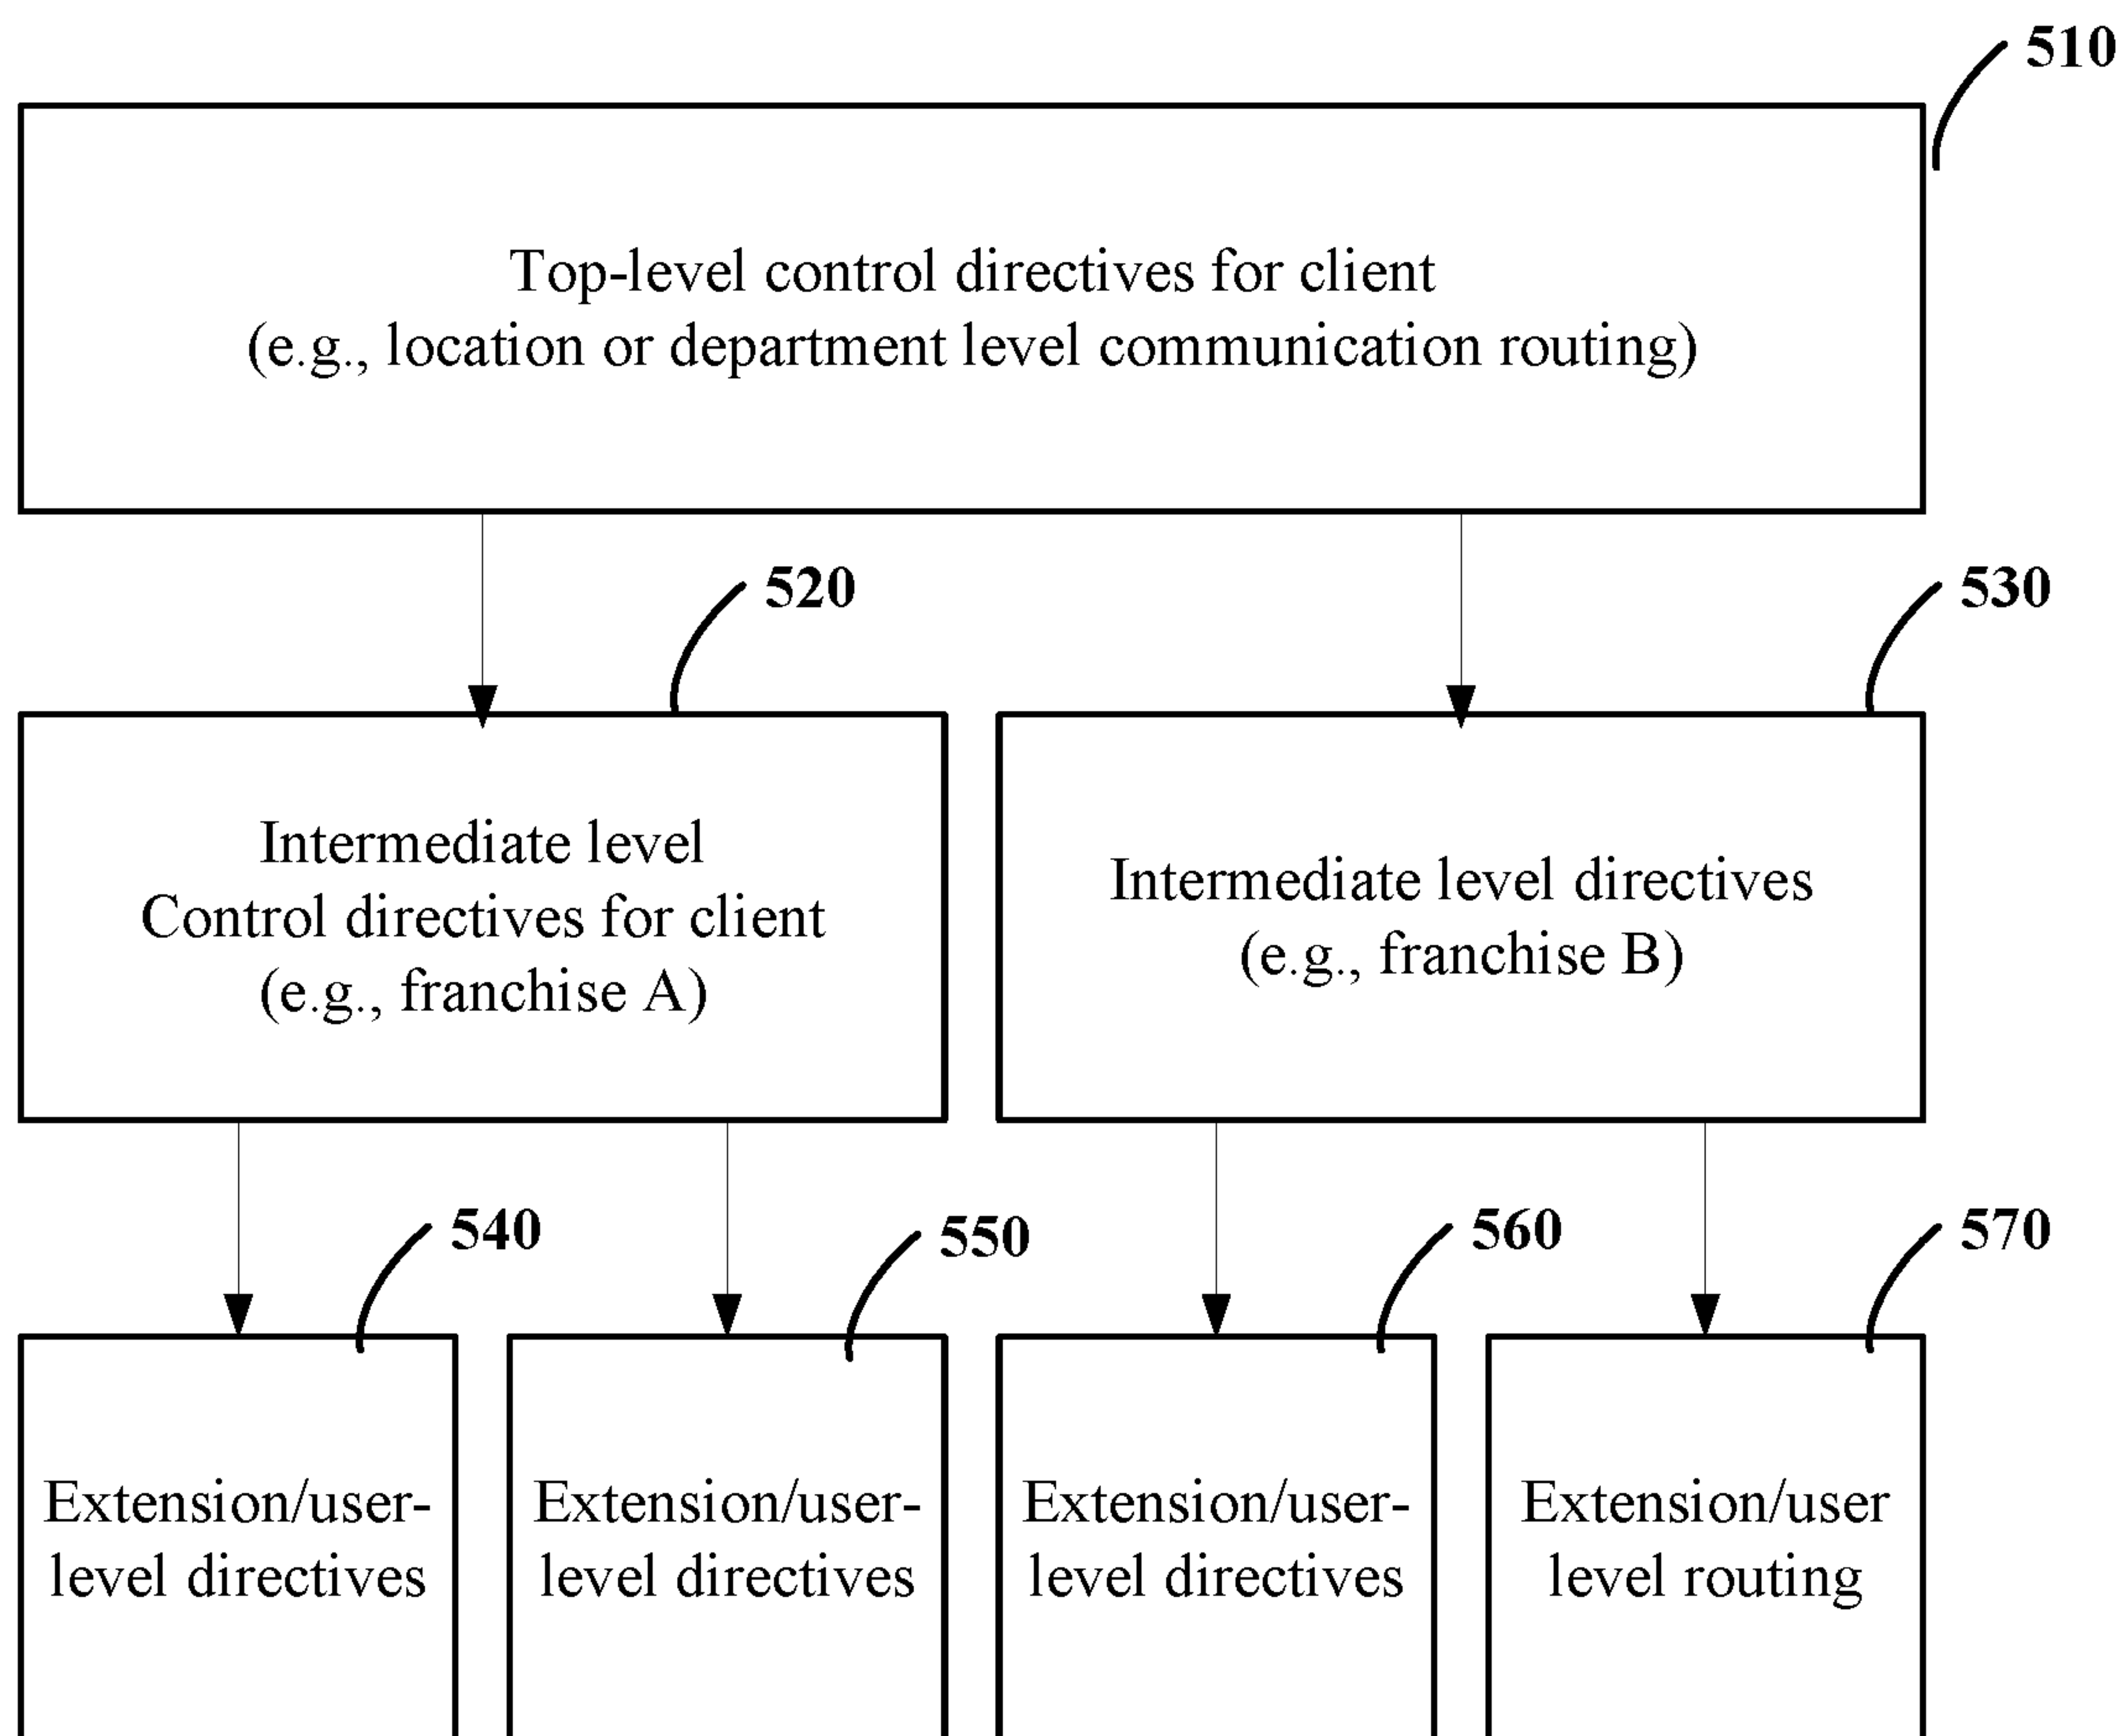 510
Top-level control directives for client
(e.g., location or department level communication routing)
520
530
Intermediate level
Control directives for client
(e.g., franchise A)
Intermediate level directives
(e.g., franchise B)
540
550
560
570
Extension/user-
level directives
Extension/user-
level directives
Extension/user-
level directives
Extension/user
level routing